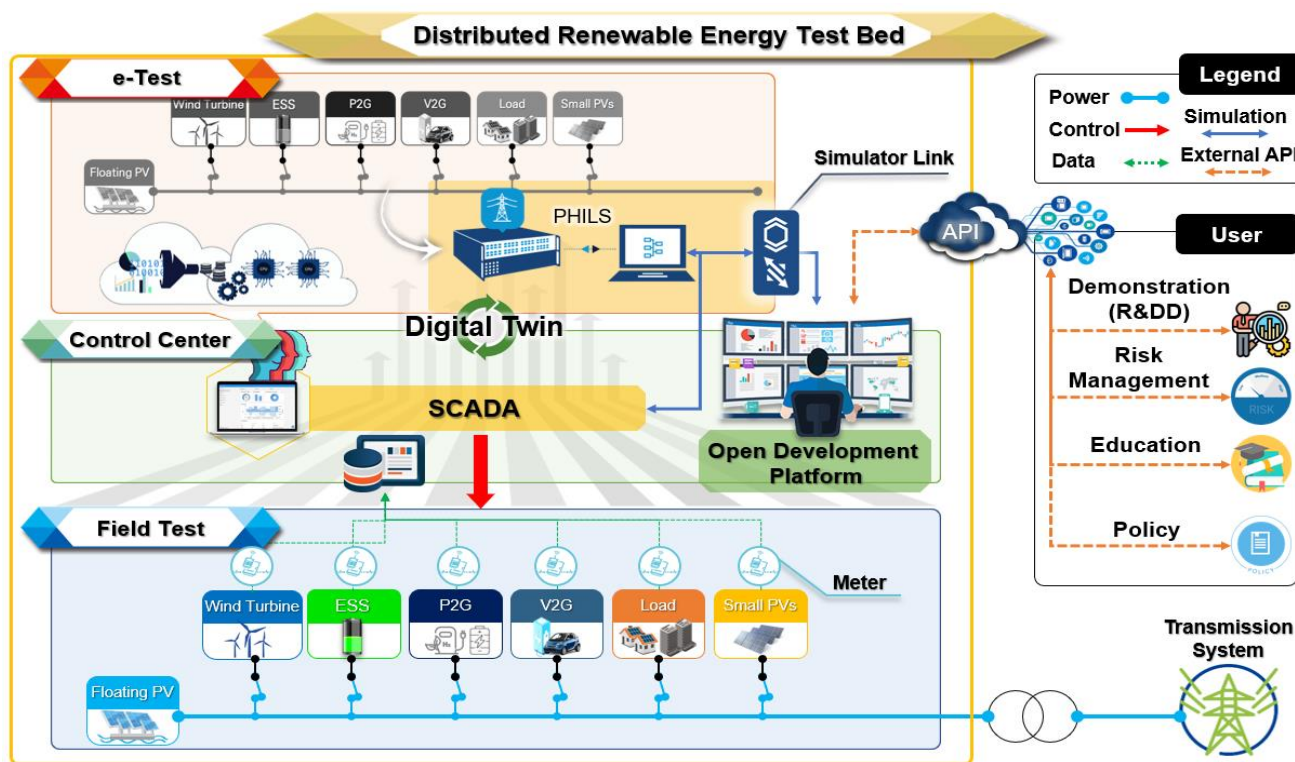 Distributed Renewable Energy Test Bed
e-Test
Wind Turbine
ESS
P2G
V2G
Load
Small PVs
Floating PV
PHILS
Simulator Link
Legend
Power
Control
Data
Simulation
External API
API
User
Demonstration
(R&DD)
Risk
Management
RISK
Education
Policy
POLICY
Digital Twin
Control Center
SCADA
Open Development
Platform
Field Test
Meter
Wind Turbine
ESS
P2G
V2G
Load
Small PVs
Floating PV
Transmission
System